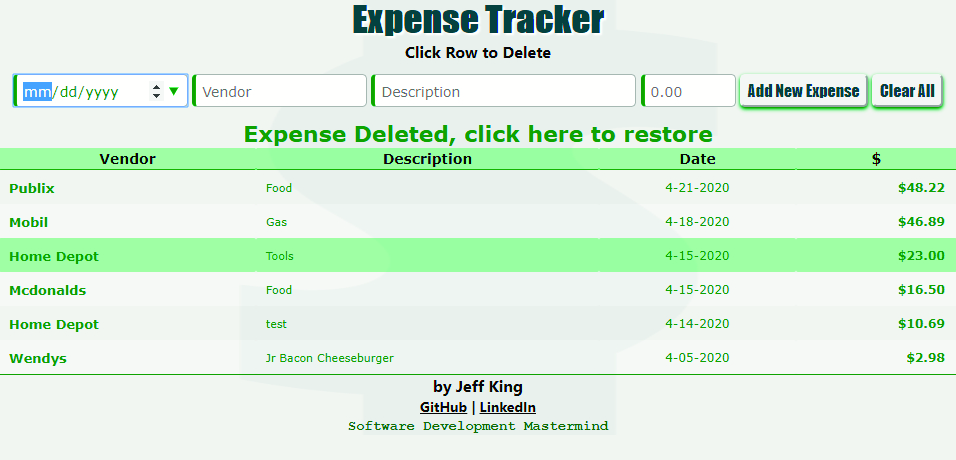 Expense Tracker
Click Row to Delete
mm/dd/yyyy Vendor Description 0.00 Add New Expense Clear All
Expense Deleted, click here to restore
Vendor Description Date $
Publix Food 4-21-2020 $48.22
Mobil Gas 4-18-2020 $46.89
Home Depot Tools 4-15-2020 $23.00
Mcdonalds Food 4-15-2020 $16.50
Home Depot test 4-14-2020 $10.69
Wendys Jr Bacon Cheeseburger 4-05-2020 $2.98
by Jeff King
GitHub | LinkedIn
Software Development Mastermind